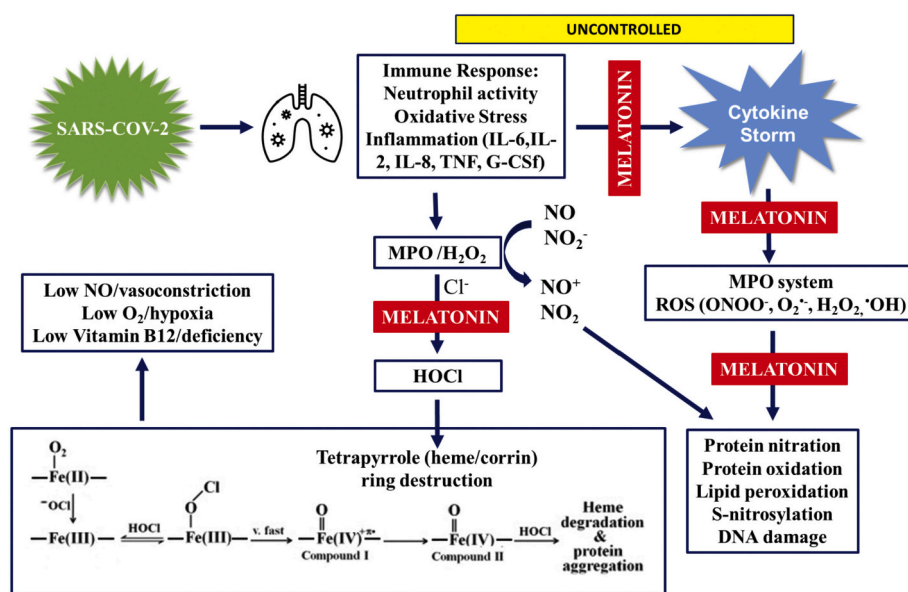 UNCONTROLLED
SARS-COV-2
Immune Response:
Neutrophil activity
Oxidative Stress
Inflammation (IL-6,IL-
2, IL-8, TNF, G-CSf)
MELATONIN
Cytokine
Storm
MELATONIN
MPO system
ROS (ONOO⁻, O₂•⁻, H₂O₂, •OH)
MELATONIN
Protein nitration
Protein oxidation
Lipid peroxidation
S-nitrosylation
DNA damage
NO
NO₂⁻
MPO/H₂O₂
NO⁺
NO₂
Cl⁻
MELATONIN
HOCl
Low NO/vasoconstriction
Low O₂/hypoxia
Low Vitamin B12/deficiency
Tetrapyrrole (heme/corrin)
ring destruction
O₂
Fe(II)
⁻OCl
Fe(III)
HOCl
Cl
O
Fe(III)
v. fast
O
Fe(IV)⁺π•
Compound I
O
Fe(IV)
Compound II
HOCl
Heme
degradation
&
protein
aggregation